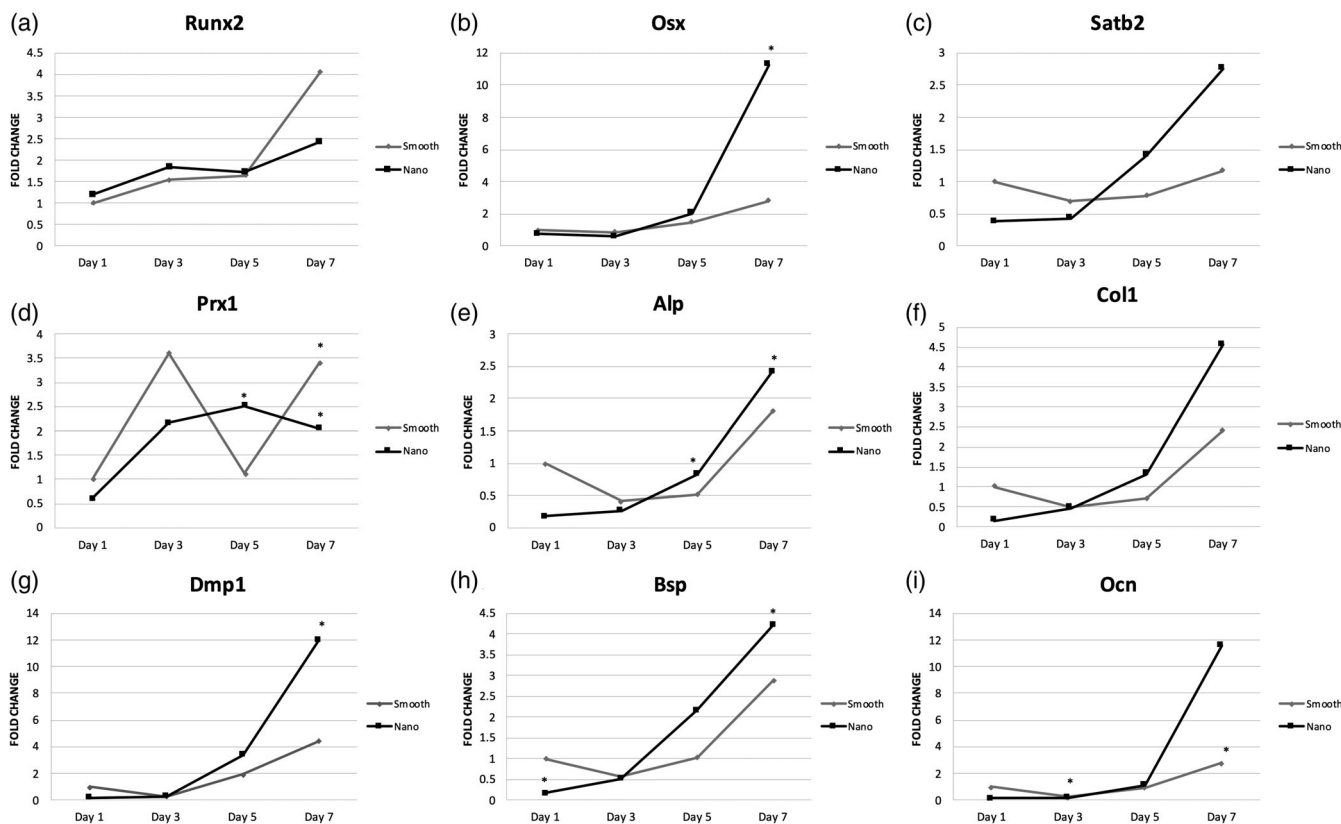 (a)
Runx2
FOLD CHANGE
4.5
4
3.5
3
2.5
2
1.5
1
0.5
0
Day 1 Day 3 Day 5 Day 7
Smooth
Nano
(b)
Osx
FOLD CHANGE
12
10
8
6
4
2
0
*
Day 1 Day 3 Day 5 Day 7
Smooth
Nano
(c)
Satb2
FOLD CHANGE
3
2.5
2
1.5
1
0.5
0
Day 1 Day 3 Day 5 Day 7
Smooth
Nano
(d)
Prx1
FOLD CHANGE
4
3.5
3
2.5
2
1.5
1
0.5
0
*
*
*
Day 1 Day 3 Day 5 Day 7
Smooth
Nano
(e)
Alp
FOLD CHNAGE
3
2.5
2
1.5
1
0.5
0
*
*
Day 1 Day 3 Day 5 Day 7
Smooth
Nano
(f)
Col1
FOLD CHANGE
5
4.5
4
3.5
3
2.5
2
1.5
1
0.5
0
Day 1 Day 3 Day 5 Day 7
Smooth
Nano
(g)
Dmp1
FOLD CHANGE
14
12
10
8
6
4
2
0
*
Day 1 Day 3 Day 5 Day 7
Smooth
Nano
(h)
Bsp
FOLD CHANGE
4.5
4
3.5
3
2.5
2
1.5
1
0.5
0
*
*
Day 1 Day 3 Day 5 Day 7
Smooth
Nano
(i)
Ocn
FOLD CHANGE
14
12
10
8
6
4
2
0
*
*
Day 1 Day 3 Day 5 Day 7
Smooth
Nano